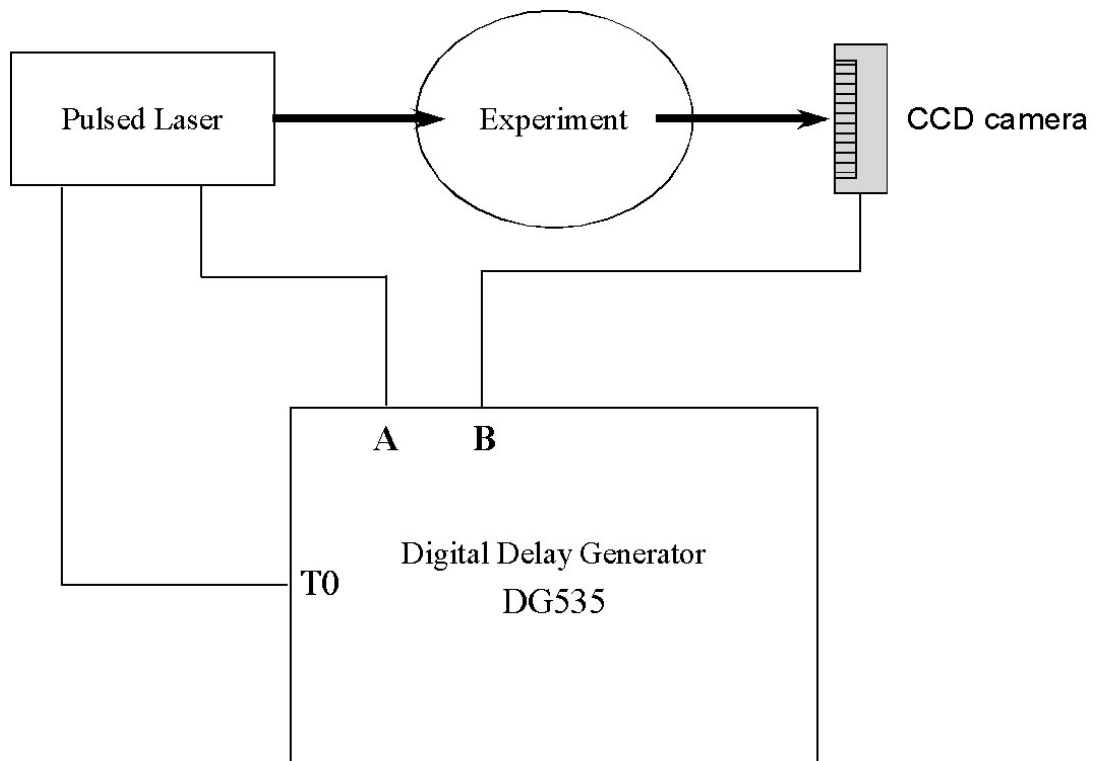 Pulsed Laser
Experiment
CCD camera
A
B
Digital Delay Generator
T0
DG535